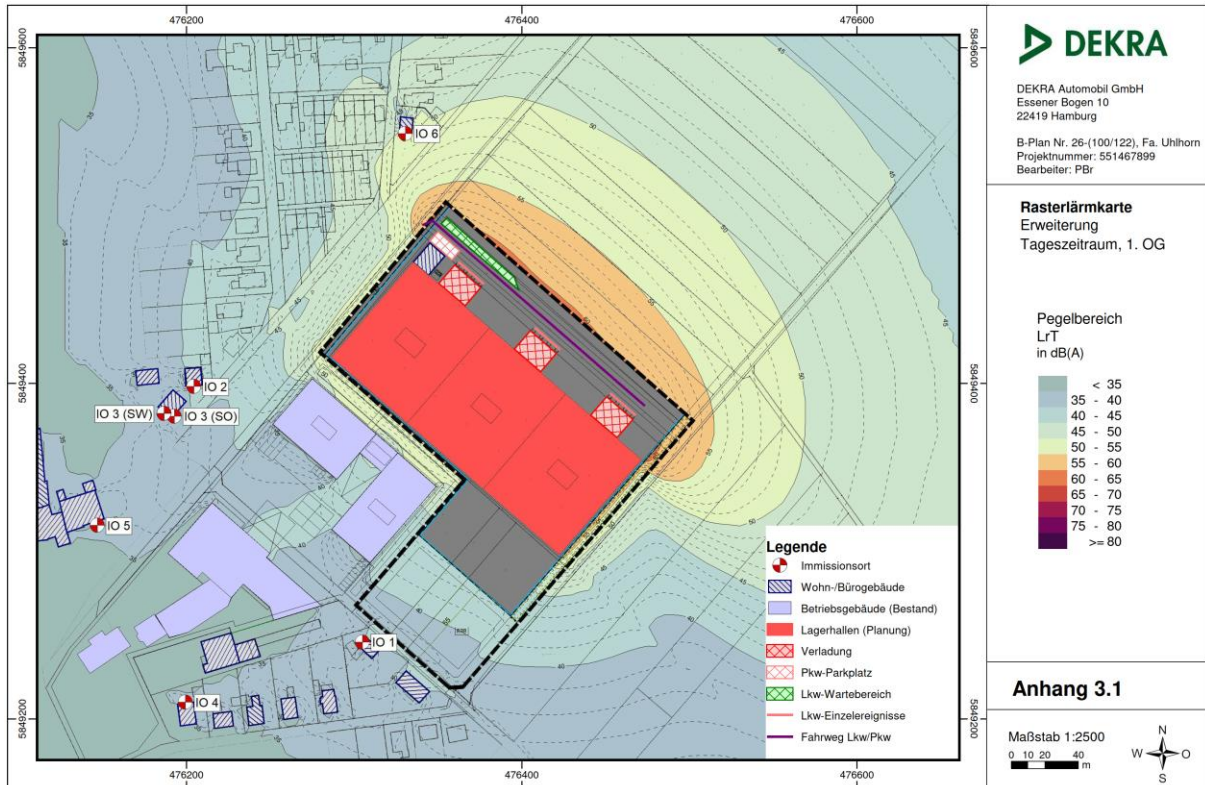 476200
476400
476600
5849600
5849600
IO 6
IO 2
IO 3 (SW)
IO 3 (SO)
5849400
5849400
IO 5
IO 1
IO 4
5849200
5849200
476200
476400
476600
Legende
Immissionsort
Wohn-/Bürogebäude
Betriebsgebäude (Bestand)
Lagerhallen (Planung)
Verladung
Pkw-Parkplatz
Lkw-Wartebereich
Lkw-Einzelereignisse
Fahrweg Lkw/Pkw
DEKRA
DEKRA Automobil GmbH
Essener Bogen 10
22419 Hamburg
B-Plan Nr. 26-(100/122), Fa. Uhlhorn
Projektnummer: 551467899
Bearbeiter: PBr
Rasterlärmkarte
Erweiterung
Tageszeitraum, 1. OG
Pegelbereich
LrT
in dB(A)
< 35
35 - 40
40 - 45
45 - 50
50 - 55
55 - 60
60 - 65
65 - 70
70 - 75
75 - 80
>= 80
Anhang 3.1
Maßstab 1:2500
0 10 20 40
m
N
W O
S